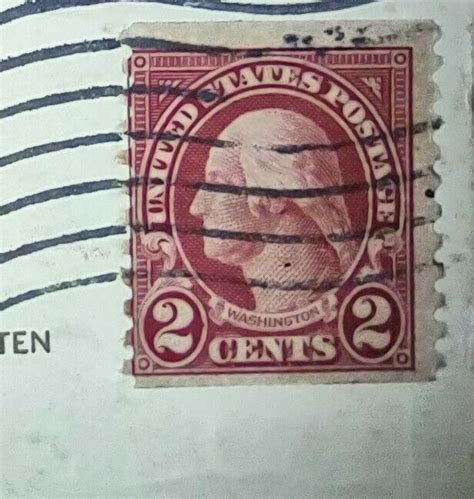 UNITED STATES POSTAGE
WASHINGTON
2 CENTS 2
TEN